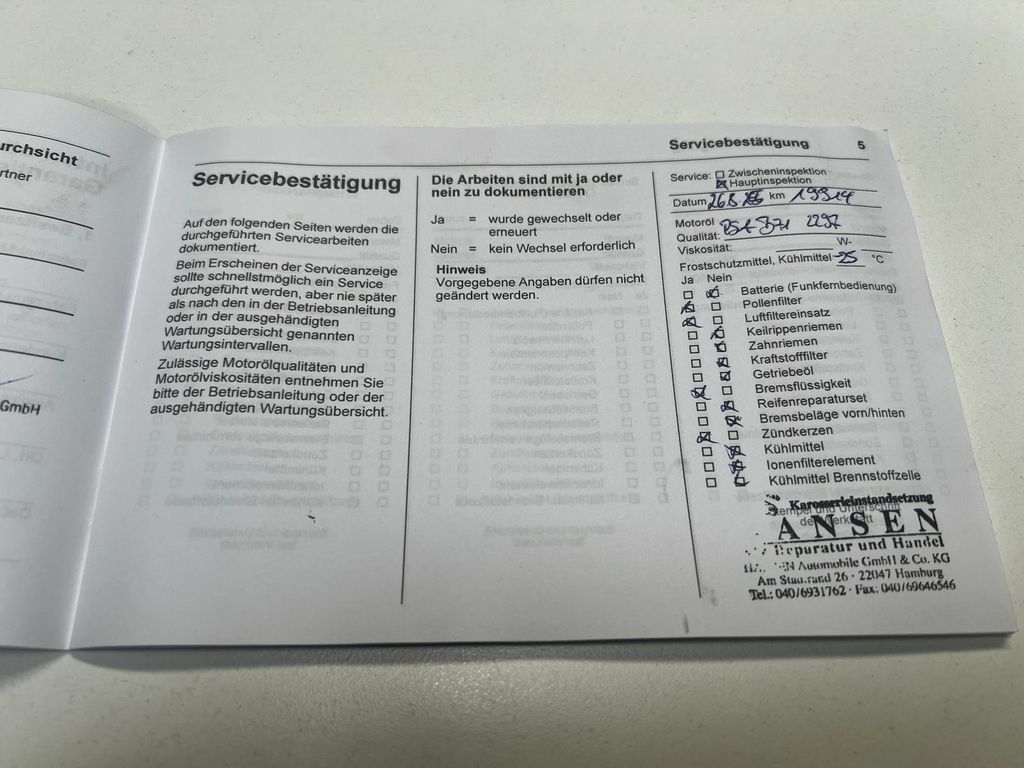 urchsicht
rtner
GmbH
Servicebestätigung 5
Servicebestätigung
Auf den folgenden Seiten werden die
durchgeführten Servicearbeiten
dokumentiert.
Beim Erscheinen der Serviceanzeige
sollte schnellstmöglich ein Service
durchgeführt werden, aber nie später
als nach den in der Betriebsanleitung
oder in der ausgehändigten
Wartungsübersicht genannten
Wartungsintervallen.
Zulässige Motorölqualitäten und
Motorölviskositäten entnehmen Sie
bitte der Betriebsanleitung oder der
ausgehändigten Wartungsübersicht.
Die Arbeiten sind mit ja oder
nein zu dokumentieren
Ja = wurde gewechselt oder
erneuert
Nein = kein Wechsel erforderlich
Hinweis
Vorgegebene Angaben dürfen nicht
geändert werden.
Service: Zwischeninspektion
Hauptinspektion
Datum km 19914
Motoröl
Qualität:
Viskosität: W-
Frostschutzmittel, Kühlmittel -25 °C
Ja Nein
Batterie (Funkfernbedienung)
Pollenfilter
Luftfiltereinsatz
Keilrippenriemen
Zahnriemen
Kraftstofffilter
Getriebeöl
Bremsflüssigkeit
Reifenreparaturset
Bremsbeläge vorn/hinten
Zündkerzen
Kühlmittel
Ionenfilterelement
Kühlmittel Brennstoffzelle
Stempel und Unterschrift
der Werkstatt
Karosserieinstandsetzung
ANSEN
Reparatur und Handel
Automobile GmbH & Co. KG
Am Stadtrand 26 · 22047 Hamburg
Tel.: 040/6931762 · Fax: 040/69646546